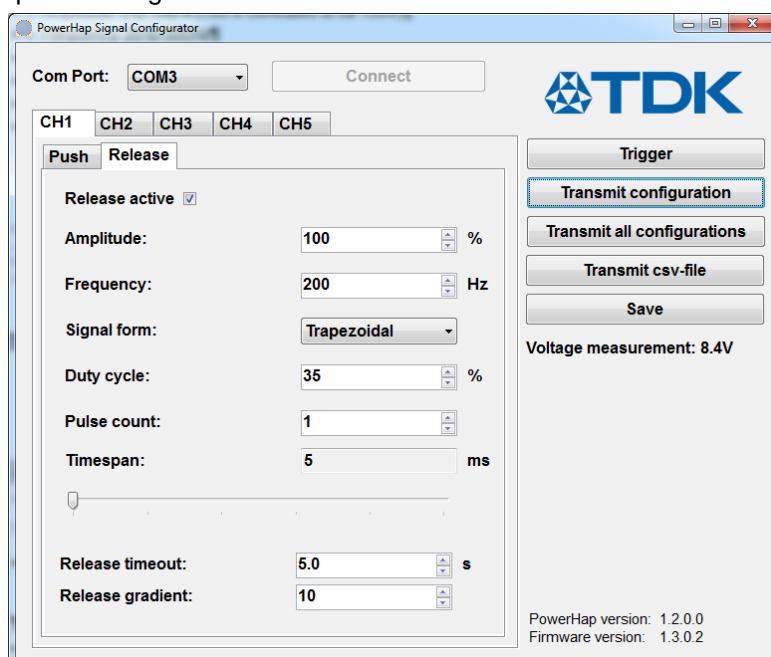 PowerHap Signal Configurator
Com Port: COM3 Connect
TDK
CH1 CH2 CH3 CH4 CH5
Push Release
Release active
Amplitude: 100 %
Frequency: 200 Hz
Signal form: Trapezoidal
Duty cycle: 35 %
Pulse count: 1
Timespan: 5 ms
Release timeout: 5.0 s
Release gradient: 10
Trigger
Transmit configuration
Transmit all configurations
Transmit csv-file
Save
Voltage measurement: 8.4V
PowerHap version: 1.2.0.0
Firmware version: 1.3.0.2